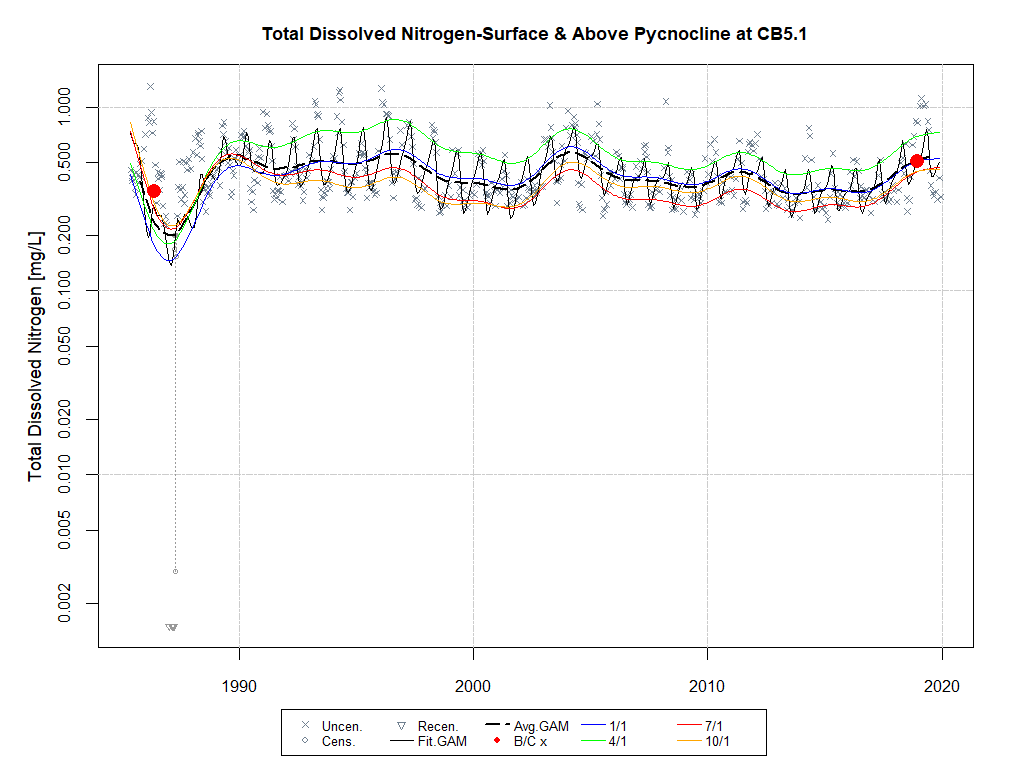 Total Dissolved Nitrogen-Surface & Above Pycnocline at CB5.1
Total Dissolved Nitrogen [mg/L]
1.000
0.500
0.200
0.100
0.050
0.020
0.010
0.005
0.002
1990 2000 2010 2020
Uncen. Recen. Avg.GAM 1/1 7/1
Cens. Fit.GAM B/C x 4/1 10/1